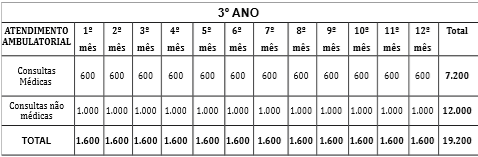 3º ANO
ATENDIMENTO AMBULATORIAL 1º mês 2º mês 3º mês 4º mês 5º mês 6º mês 7º mês 8º mês 9º mês 10º mês 11º mês 12º mês Total
Consultas Médicas 600 600 600 600 600 600 600 600 600 600 600 600 7.200
Consultas não médicas 1.000 1.000 1.000 1.000 1.000 1.000 1.000 1.000 1.000 1.000 1.000 1.000 12.000
TOTAL 1.600 1.600 1.600 1.600 1.600 1.600 1.600 1.600 1.600 1.600 1.600 1.600 19.200